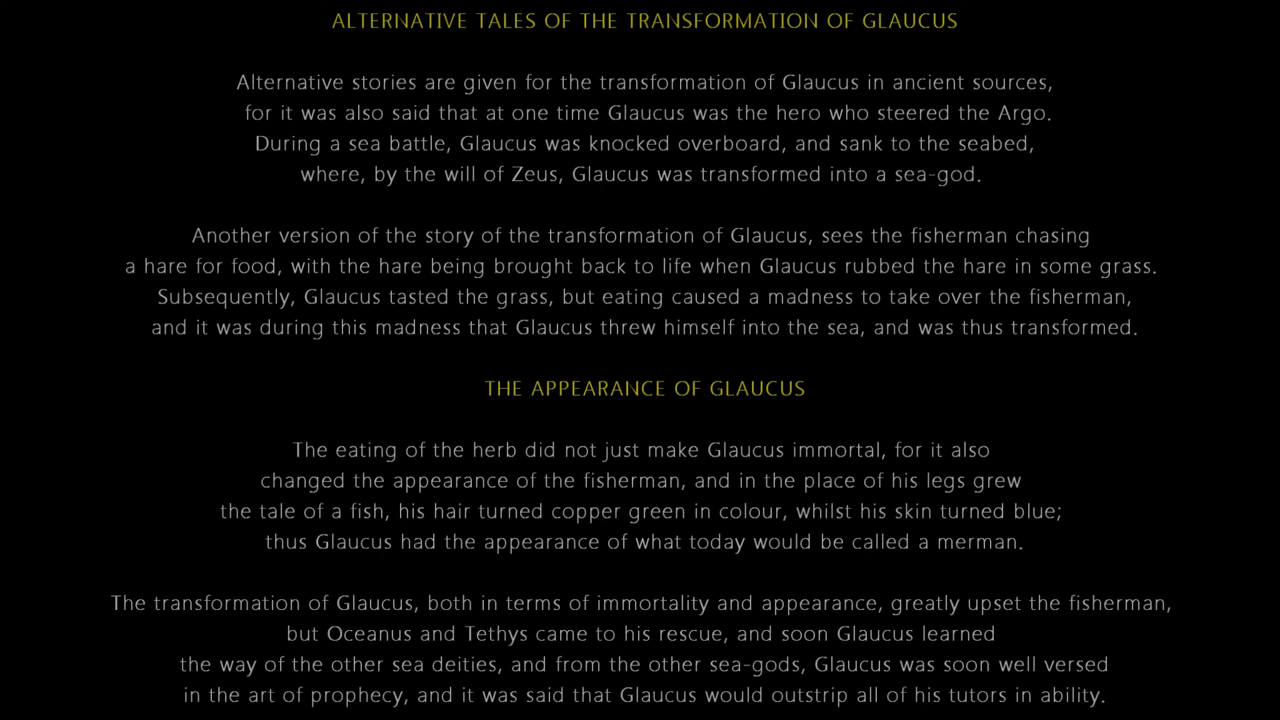 ALTERNATIVE TALES OF THE TRANSFORMATION OF GLAUCUS
Alternative stories are given for the transformation of Glaucus in ancient sources,
for it was also said that at one time Glaucus was the hero who steered the Argo.
During a sea battle, Glaucus was knocked overboard, and sank to the seabed,
where, by the will of Zeus, Glaucus was transformed into a sea-god.
Another version of the story of the transformation of Glaucus, sees the fisherman chasing
a hare for food, with the hare being brought back to life when Glaucus rubbed the hare in some grass.
Subsequently, Glaucus tasted the grass, but eating caused a madness to take over the fisherman,
and it was during this madness that Glaucus threw himself into the sea, and was thus transformed.
THE APPEARANCE OF GLAUCUS
The eating of the herb did not just make Glaucus immortal, for it also
changed the appearance of the fisherman, and in the place of his legs grew
the tale of a fish, his hair turned copper green in colour, whilst his skin turned blue;
thus Glaucus had the appearance of what today would be called a merman.
The transformation of Glaucus, both in terms of immortality and appearance, greatly upset the fisherman,
but Oceanus and Tethys came to his rescue, and soon Glaucus learned
the way of the other sea deities, and from the other sea-gods, Glaucus was soon well versed
in the art of prophecy, and it was said that Glaucus would outstrip all of his tutors in ability.